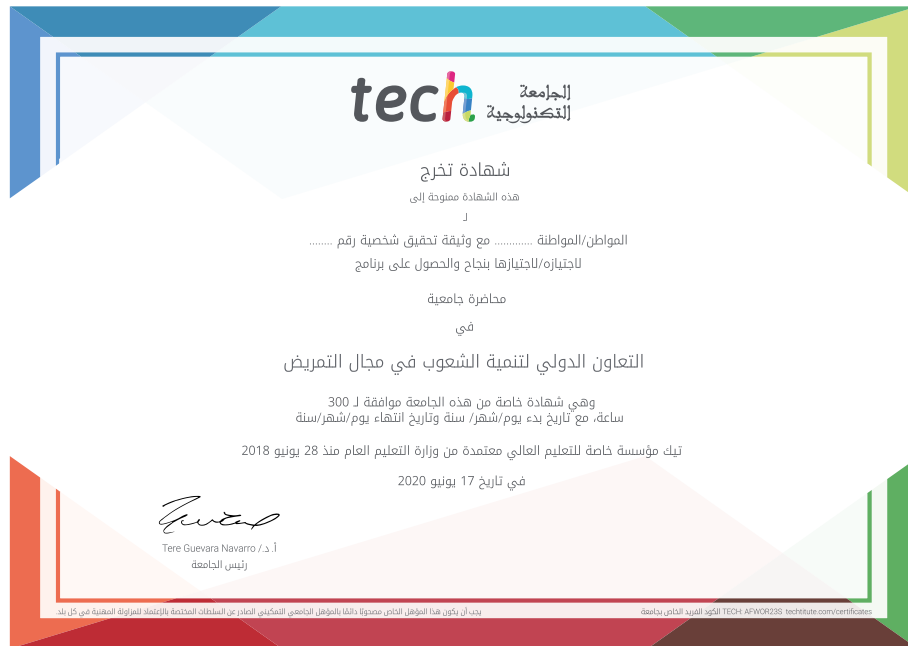 tech الجامعة
التكنولوجية
شهادة تخرج
هذه الشهادة ممنوحة إلى
لـ
المواطن/المواطنة ............ مع وثيقة تحقيق شخصية رقم ........
لاجتيازه/لاجتيازها بنجاح والحصول على برنامج
محاضرة جامعية
في
التعاون الدولي لتنمية الشعوب في مجال التمريض
وهي شهادة خاصة من هذه الجامعة موافقة لـ 300
ساعة، مع تاريخ بدء يوم/شهر/ سنة وتاريخ انتهاء يوم/شهر/سنة
تيك مؤسسة خاصة للتعليم العالي معتمدة من وزارة التعليم العام منذ 28 يونيو 2018
في تاريخ 17 يونيو 2020
أ.د./ Tere Guevara Navarro
رئيس الجامعة
يجب أن يكون هذا المؤهل الخاص مصحوبًا دائمًا بالمؤهل الجامعي التمكيني الصادر عن السلطات المختصة بالإعتماد للمزاولة المهنية في كل بلد.
الكود الفريد الخاص بجامعة TECH: AFWOR23S techtitute.com/certificates